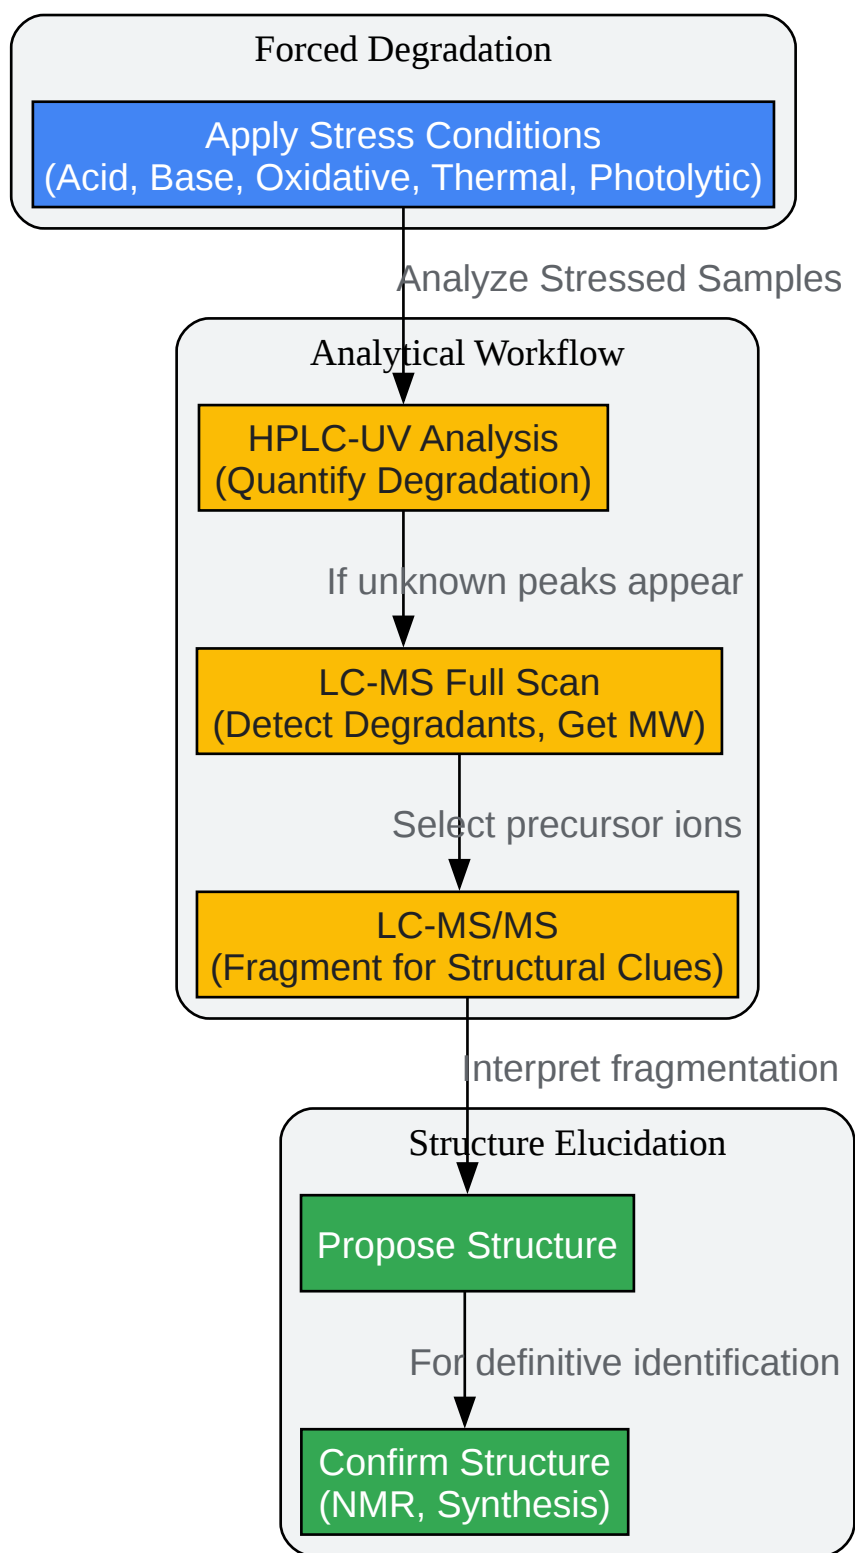 Forced Degradation
Apply Stress Conditions
(Acid, Base, Oxidative, Thermal, Photolytic)
Analyze Stressed Samples
Analytical Workflow
HPLC-UV Analysis
(Quantify Degradation)
If unknown peaks appear
LC-MS Full Scan
(Detect Degradants, Get MW)
Select precursor ions
LC-MS/MS
(Fragment for Structural Clues)
Interpret fragmentation
Structure Elucidation
Propose Structure
For definitive identification
Confirm Structure
(NMR, Synthesis)